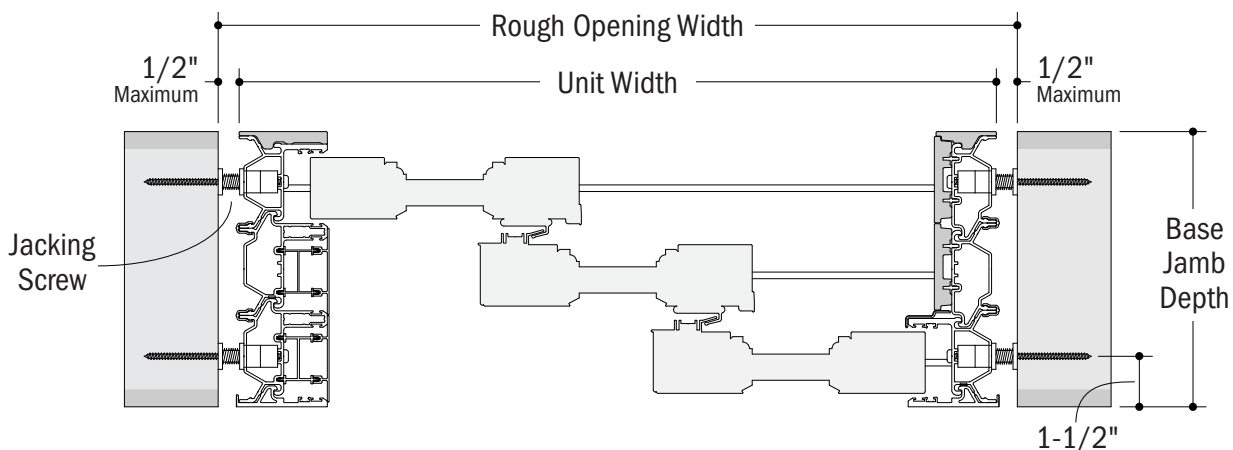 Rough Opening Width
1/2"
Maximum
Unit Width
1/2"
Maximum
Jacking
Screw
Base
Jamb
Depth
1-1/2"